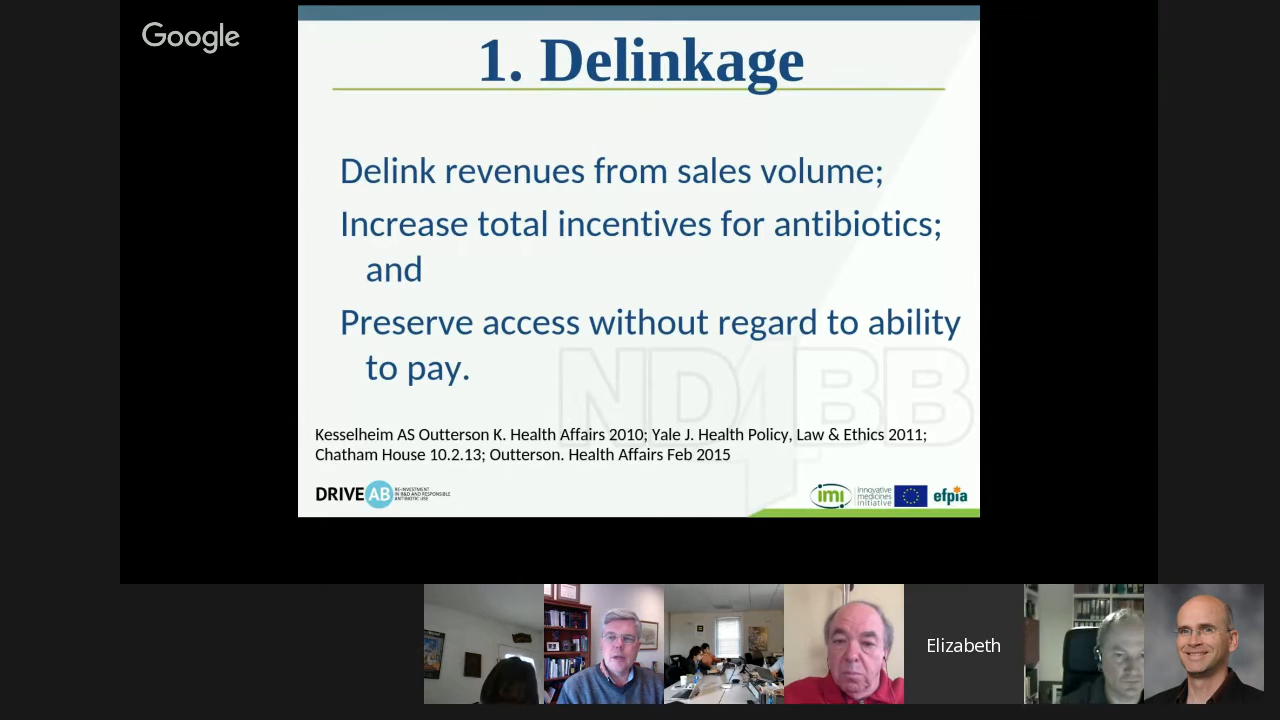 Google
1. Delinkage
Delink revenues from sales volume;
Increase total incentives for antibiotics;
and
Preserve access without regard to ability
to pay.
ND4BB
Kesselheim AS Outterson K. Health Affairs 2010; Yale J. Health Policy, Law & Ethics 2011;
Chatham House 10.2.13; Outterson. Health Affairs Feb 2015
DRIVE AB RE-INVESTMENT
IN R&D AND RESPONSIBLE
ANTIBIOTIC USE
imi innovative
medicines
initiative
efpia
Elizabeth